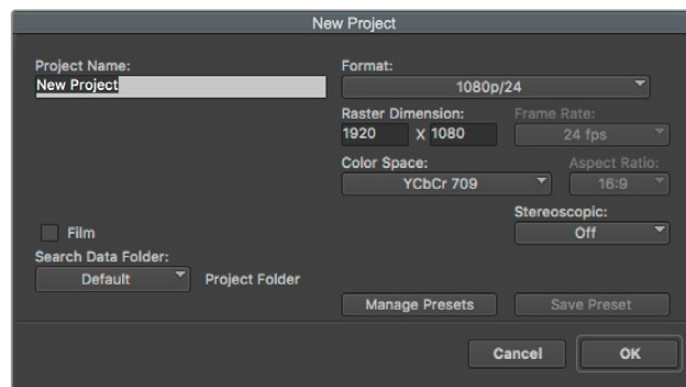 New Project
Project Name:
New Project
Format:
1080p/24
Raster Dimension:
1920 X 1080
Frame Rate:
24 fps
Color Space:
YCbCr 709
Aspect Ratio:
16:9
Stereoscopic:
Off
Film
Search Data Folder:
Default
Project Folder
Manage Presets
Save Preset
Cancel
OK